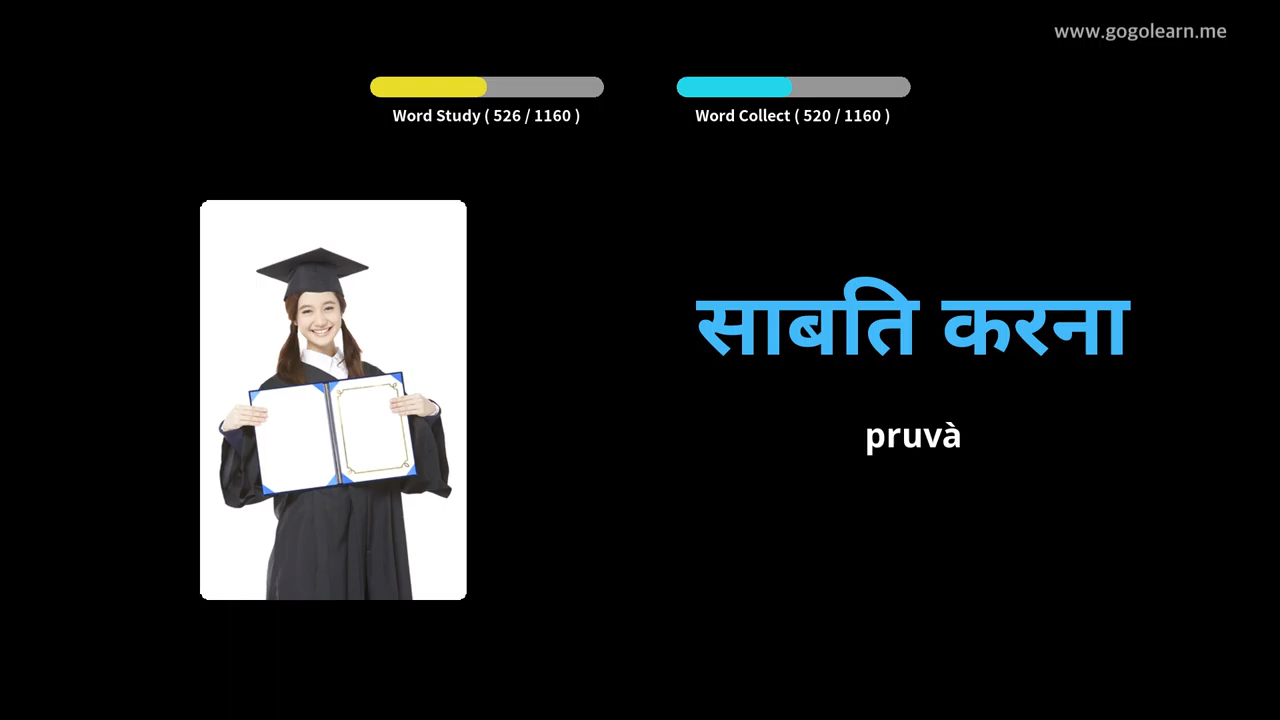 www.gogolearn.me
Word Study ( 526 / 1160 )
Word Collect ( 520 / 1160 )
साबति करना
pruvà